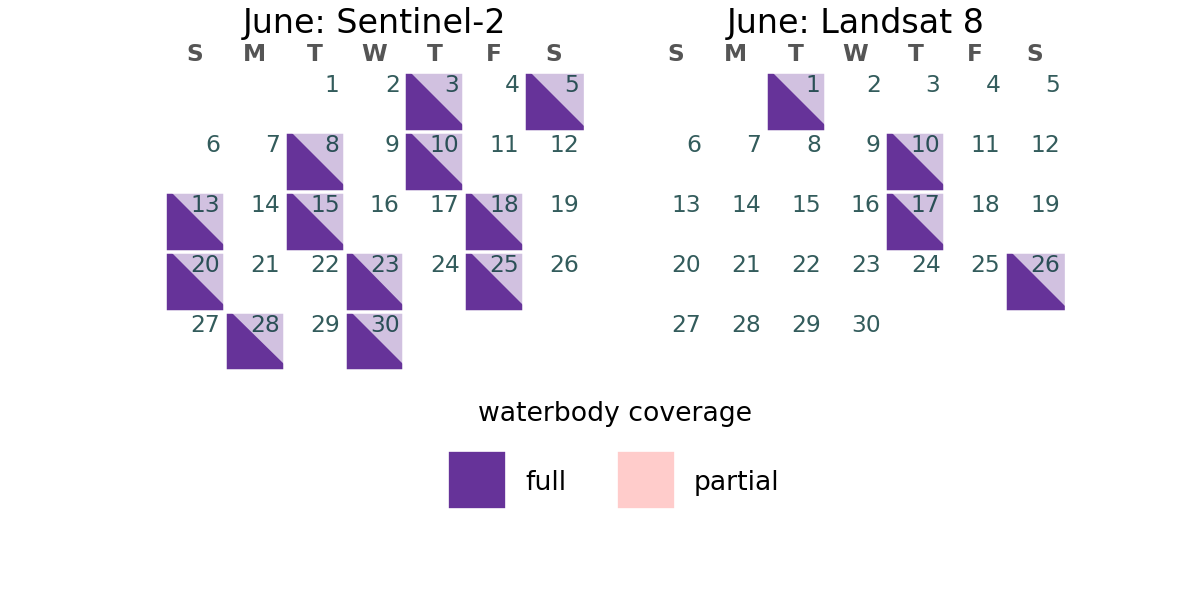 June: Sentinel-2
S M T W T F S
1 2 3 4 5
6 7 8 9 10 11 12
13 14 15 16 17 18 19
20 21 22 23 24 25 26
27 28 29 30
June: Landsat 8
S M T W T F S
1 2 3 4 5
6 7 8 9 10 11 12
13 14 15 16 17 18 19
20 21 22 23 24 25 26
27 28 29 30
waterbody coverage
full partial